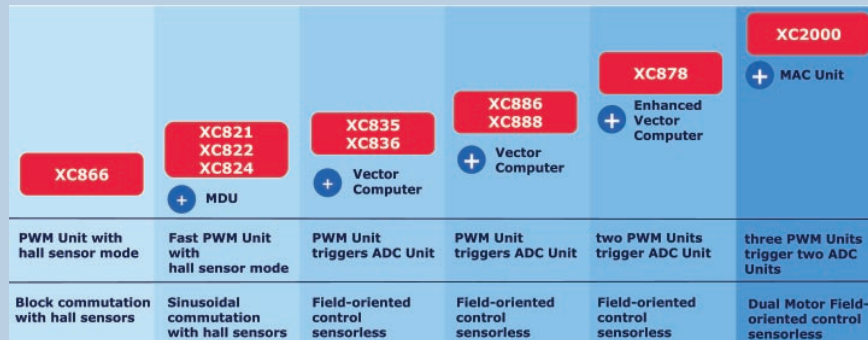 XC866
PWM Unit with
hall sensor mode
Block commutation
with hall sensors
XC821
XC822
XC824
+ MDU
Fast PWM Unit
with
hall sensor mode
Sinusoidal
commutation
with hall sensors
XC835
XC836
+ Vector
Computer
PWM Unit
triggers ADC Unit
Field-oriented
control
sensorless
XC886
XC888
+ Vector
Computer
PWM Unit
triggers ADC Unit
Field-oriented
control
sensorless
XC878
+ Enhanced
Vector
Computer
two PWM Units
trigger ADC Unit
Field-oriented
control
sensorless
XC2000
+ MAC Unit
three PWM Units
trigger two ADC
Units
Dual Motor Field-
oriented control
sensorless